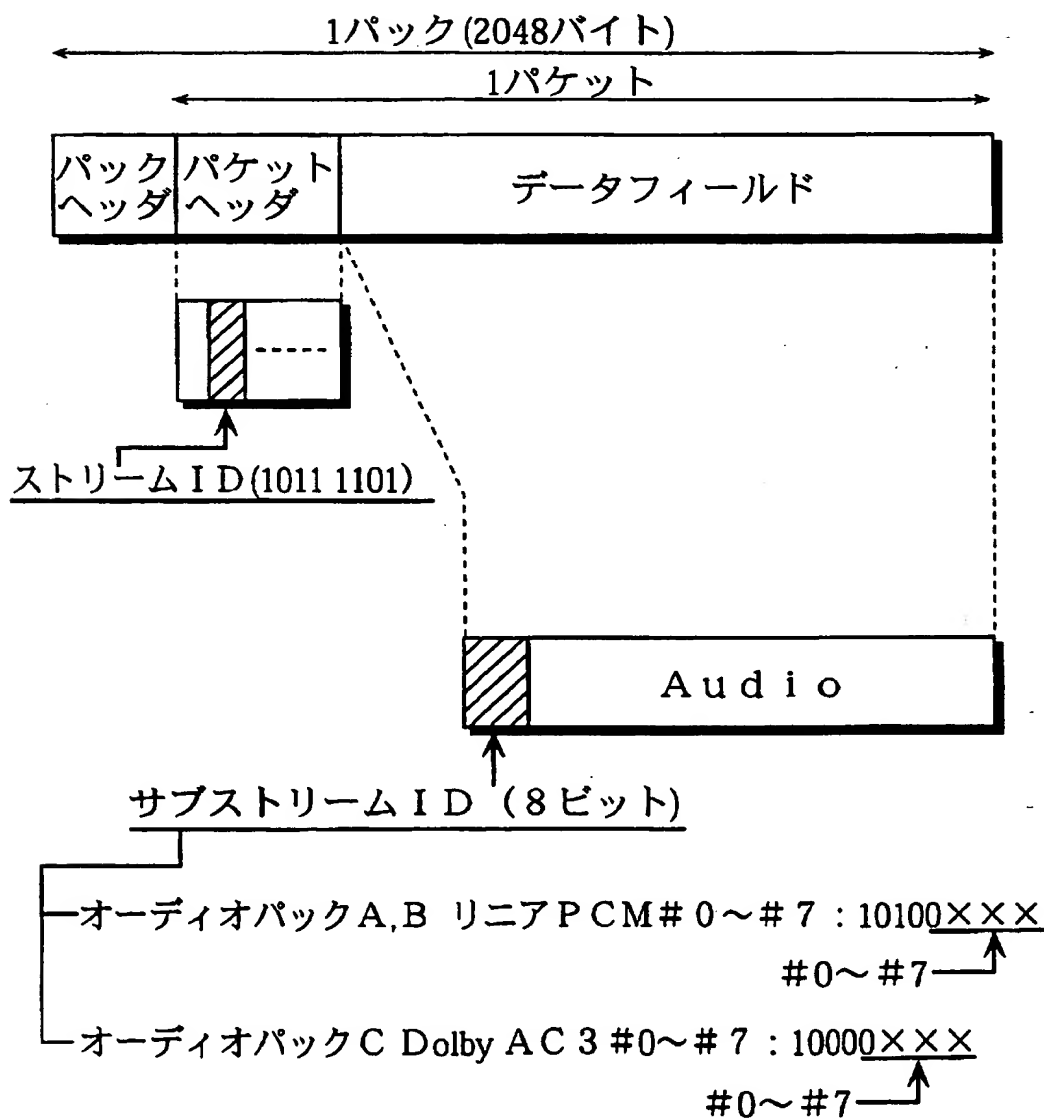 1パック(2048バイト)
1パケット
パック
ヘッダ
パケット
ヘッダ
データフィールド
ストリームＩＤ(1011 1101)
Ａｕｄｉｏ
サブストリームＩＤ（8ビット)
オーディオパックA,B リニアＰＣＭ＃0～＃7：10100×××
＃0～＃7
オーディオパックC Dolby AC3 ＃0～＃7：10000×××
＃0～＃7